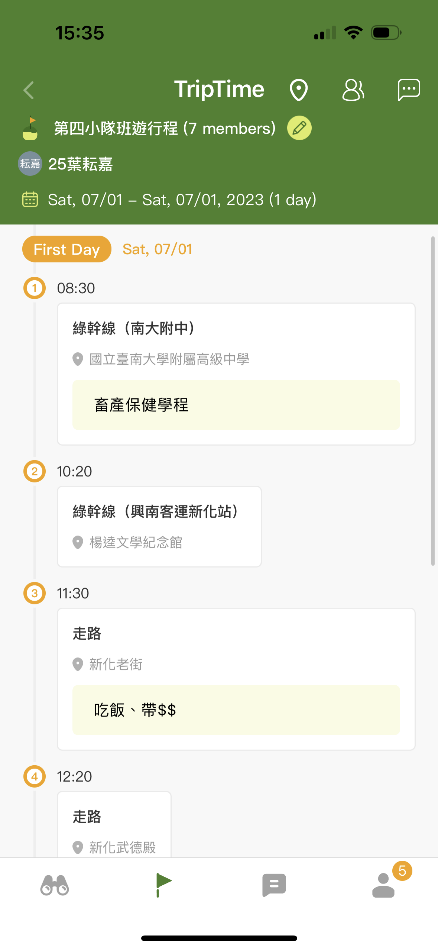 15:35
TripTime
第四小隊班遊行程 (7 members)
耘嘉 25葉耘嘉
Sat, 07/01 – Sat, 07/01, 2023 (1 day)
First Day Sat, 07/01
1 08:30
綠幹線（南大附中）
國立臺南大學附屬高級中學
畜產保健學程
2 10:20
綠幹線（興南客運新化站）
楊逵文學紀念館
3 11:30
走路
新化老街
吃飯、帶$$
4 12:20
走路
新化武德殿
5